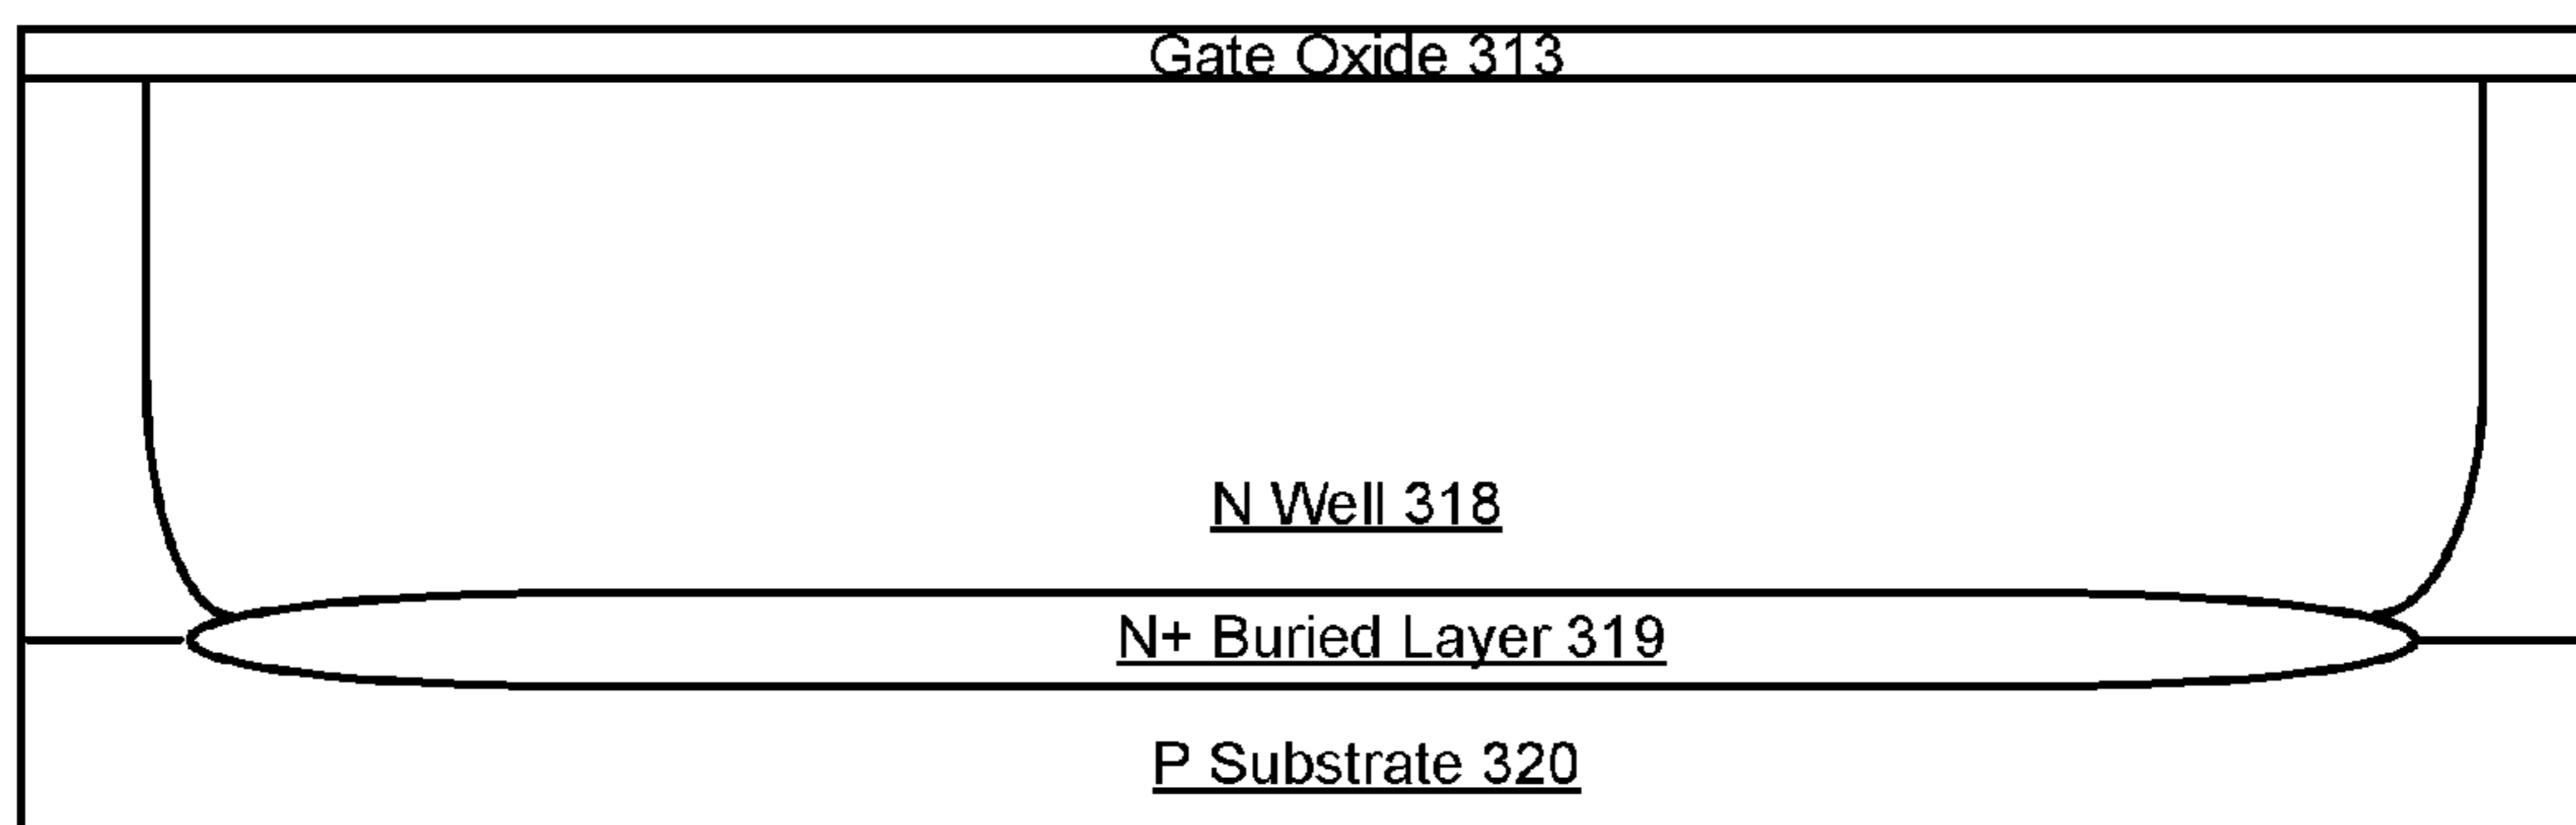 Gate Oxide 313
N Well 318
N+ Buried Layer 319
P Substrate 320